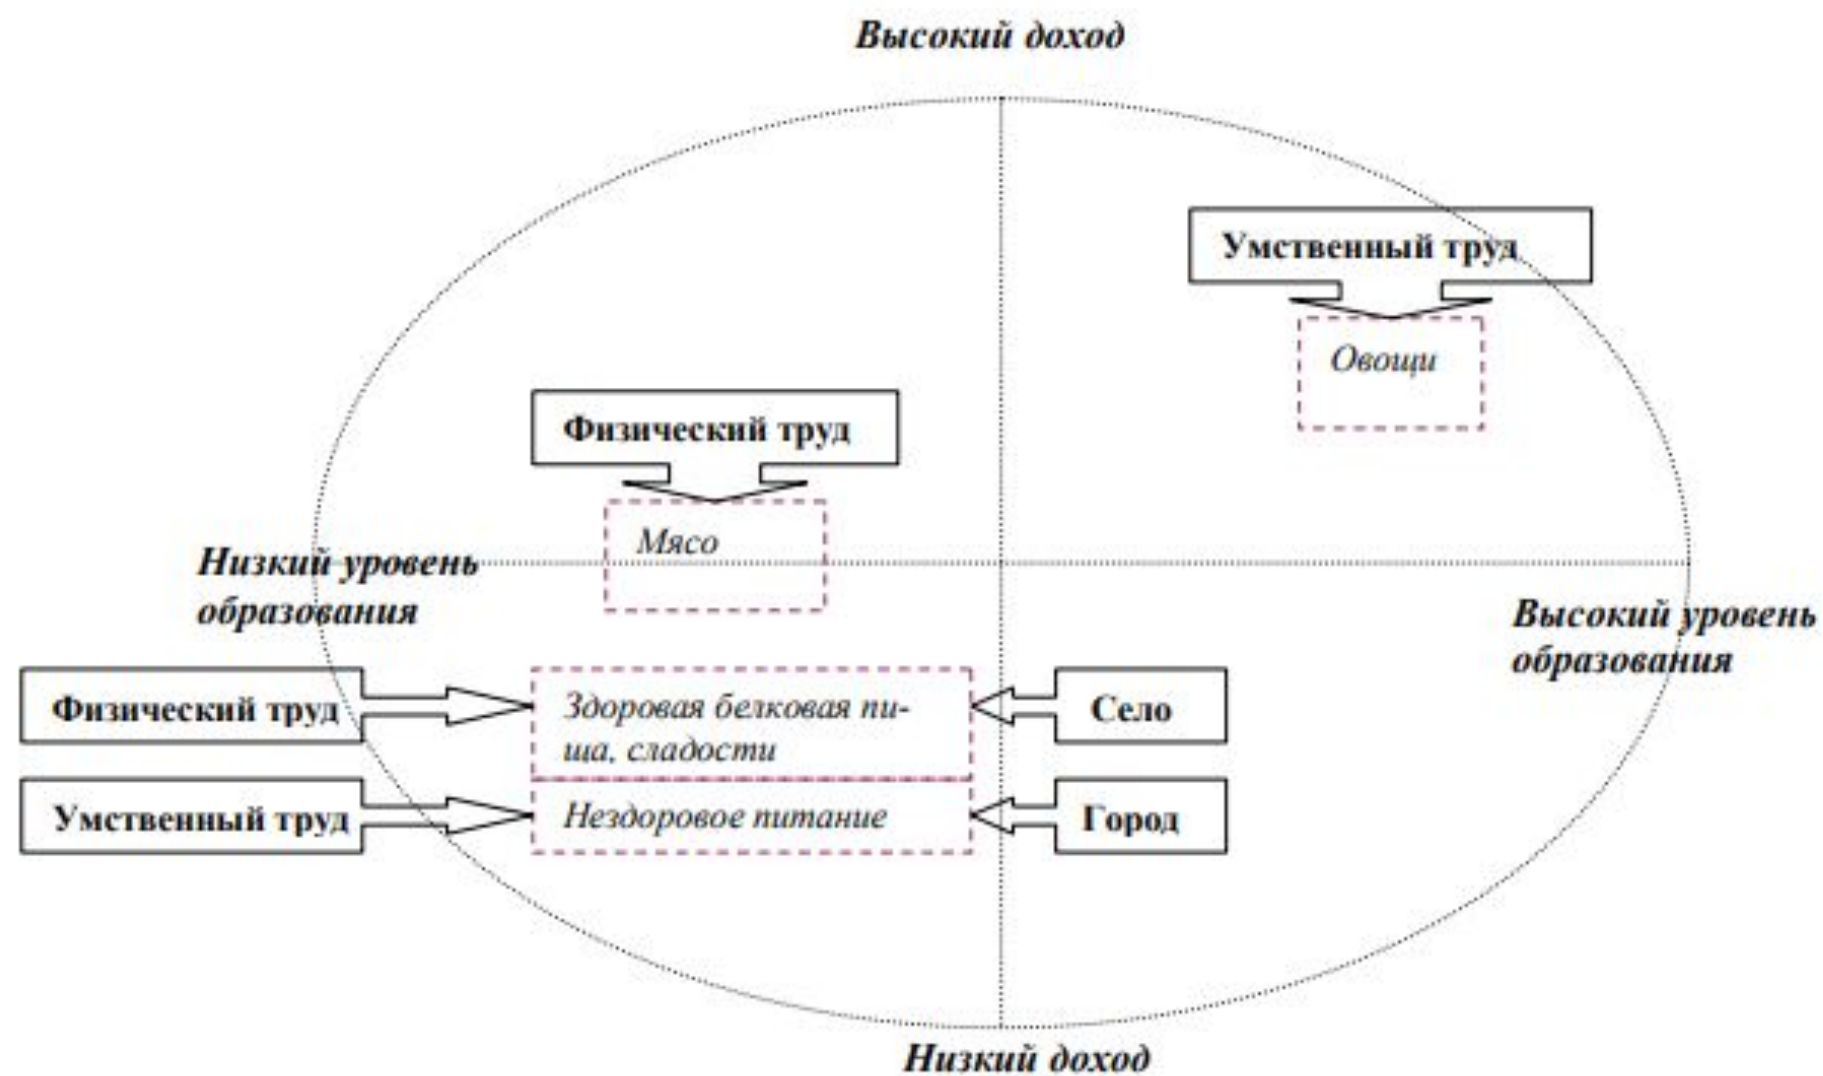 Высокий доход
Умственный труд
Овощи
Физический труд
Мясо
Низкий уровень
образования
Высокий уровень
образования
Физический труд
Здоровая белковая пи-
ща, сладости
Село
Умственный труд
Нездоровое питание
Город
Низкий доход